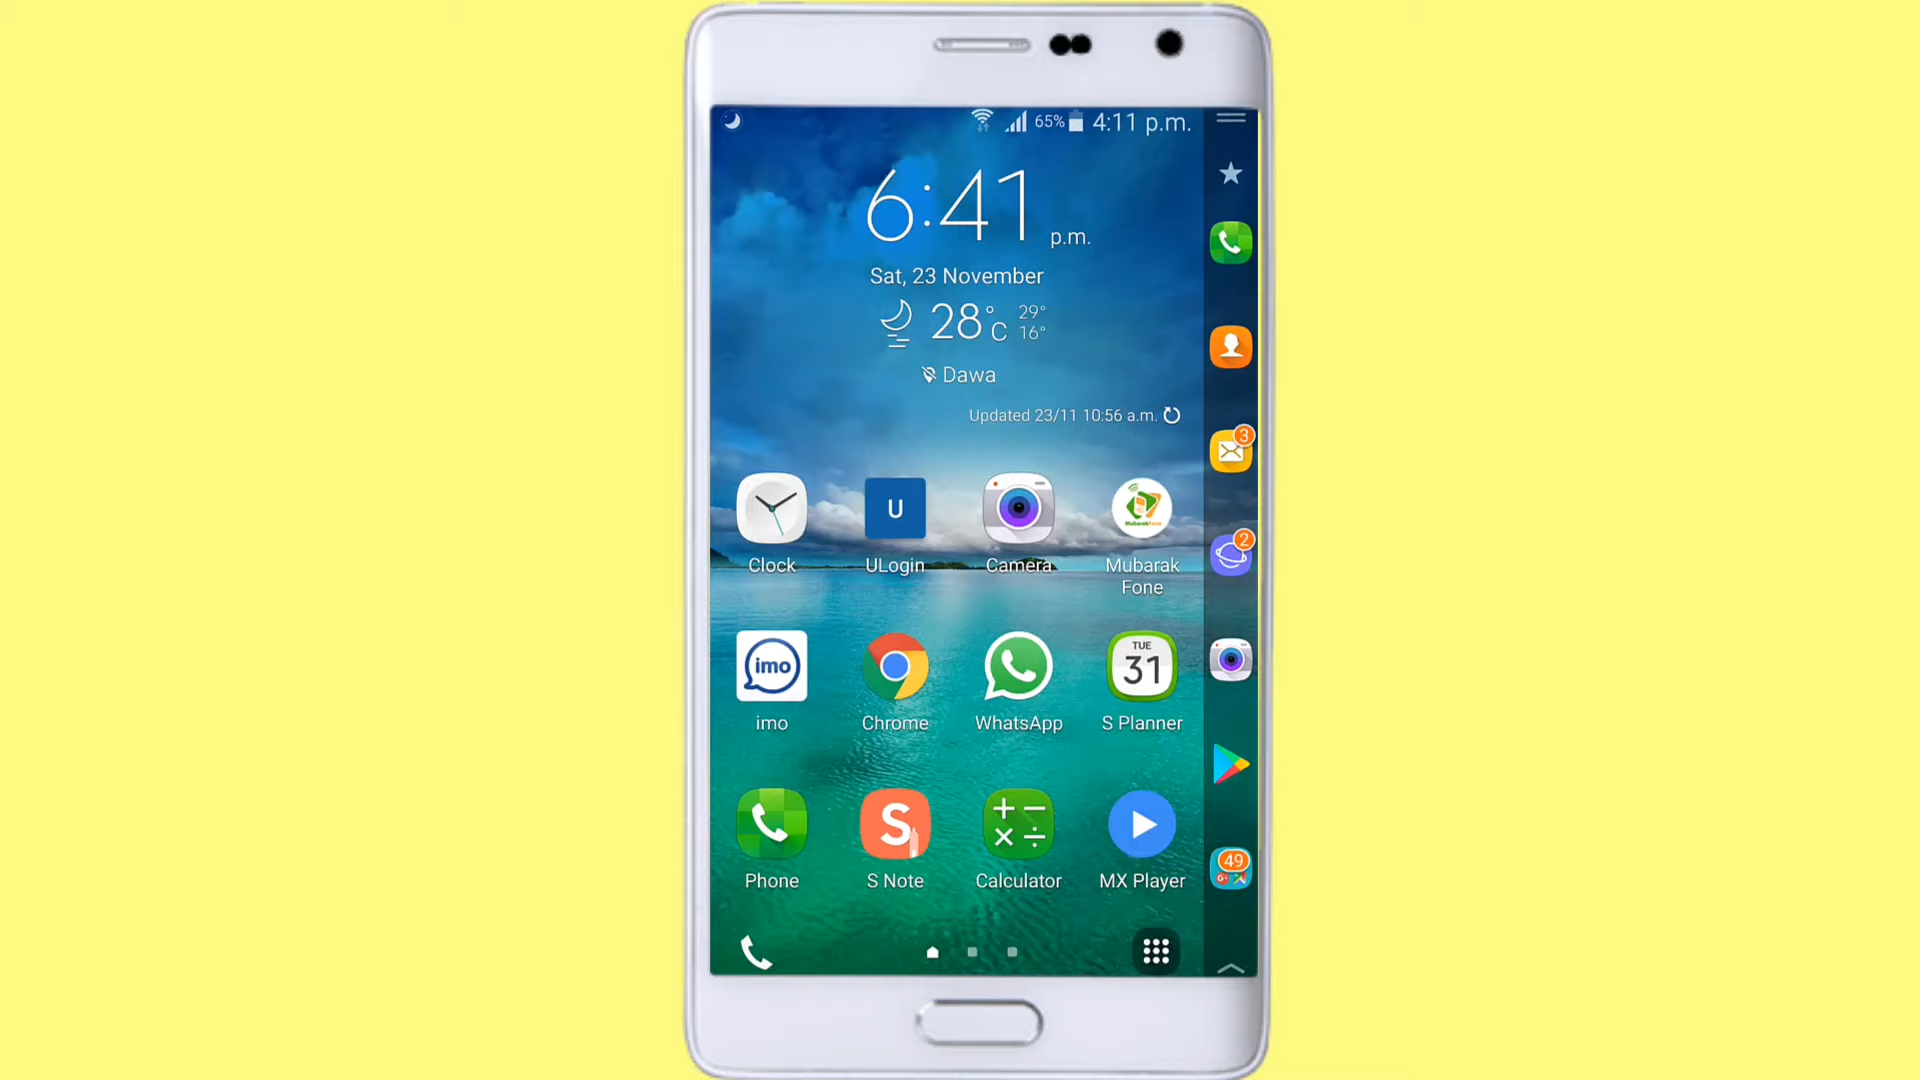 65% 4:11 p.m.
6:41 p.m.
Sat, 23 November
28°C 29° 16°
Dawa
Updated 23/11 10:56 a.m.
3
U
MubarakFone
Clock ULogin Camera Mubarak Fone
2
imo
TUE
31
imo Chrome WhatsApp S Planner
S
49
G+
Phone S Note Calculator MX Player